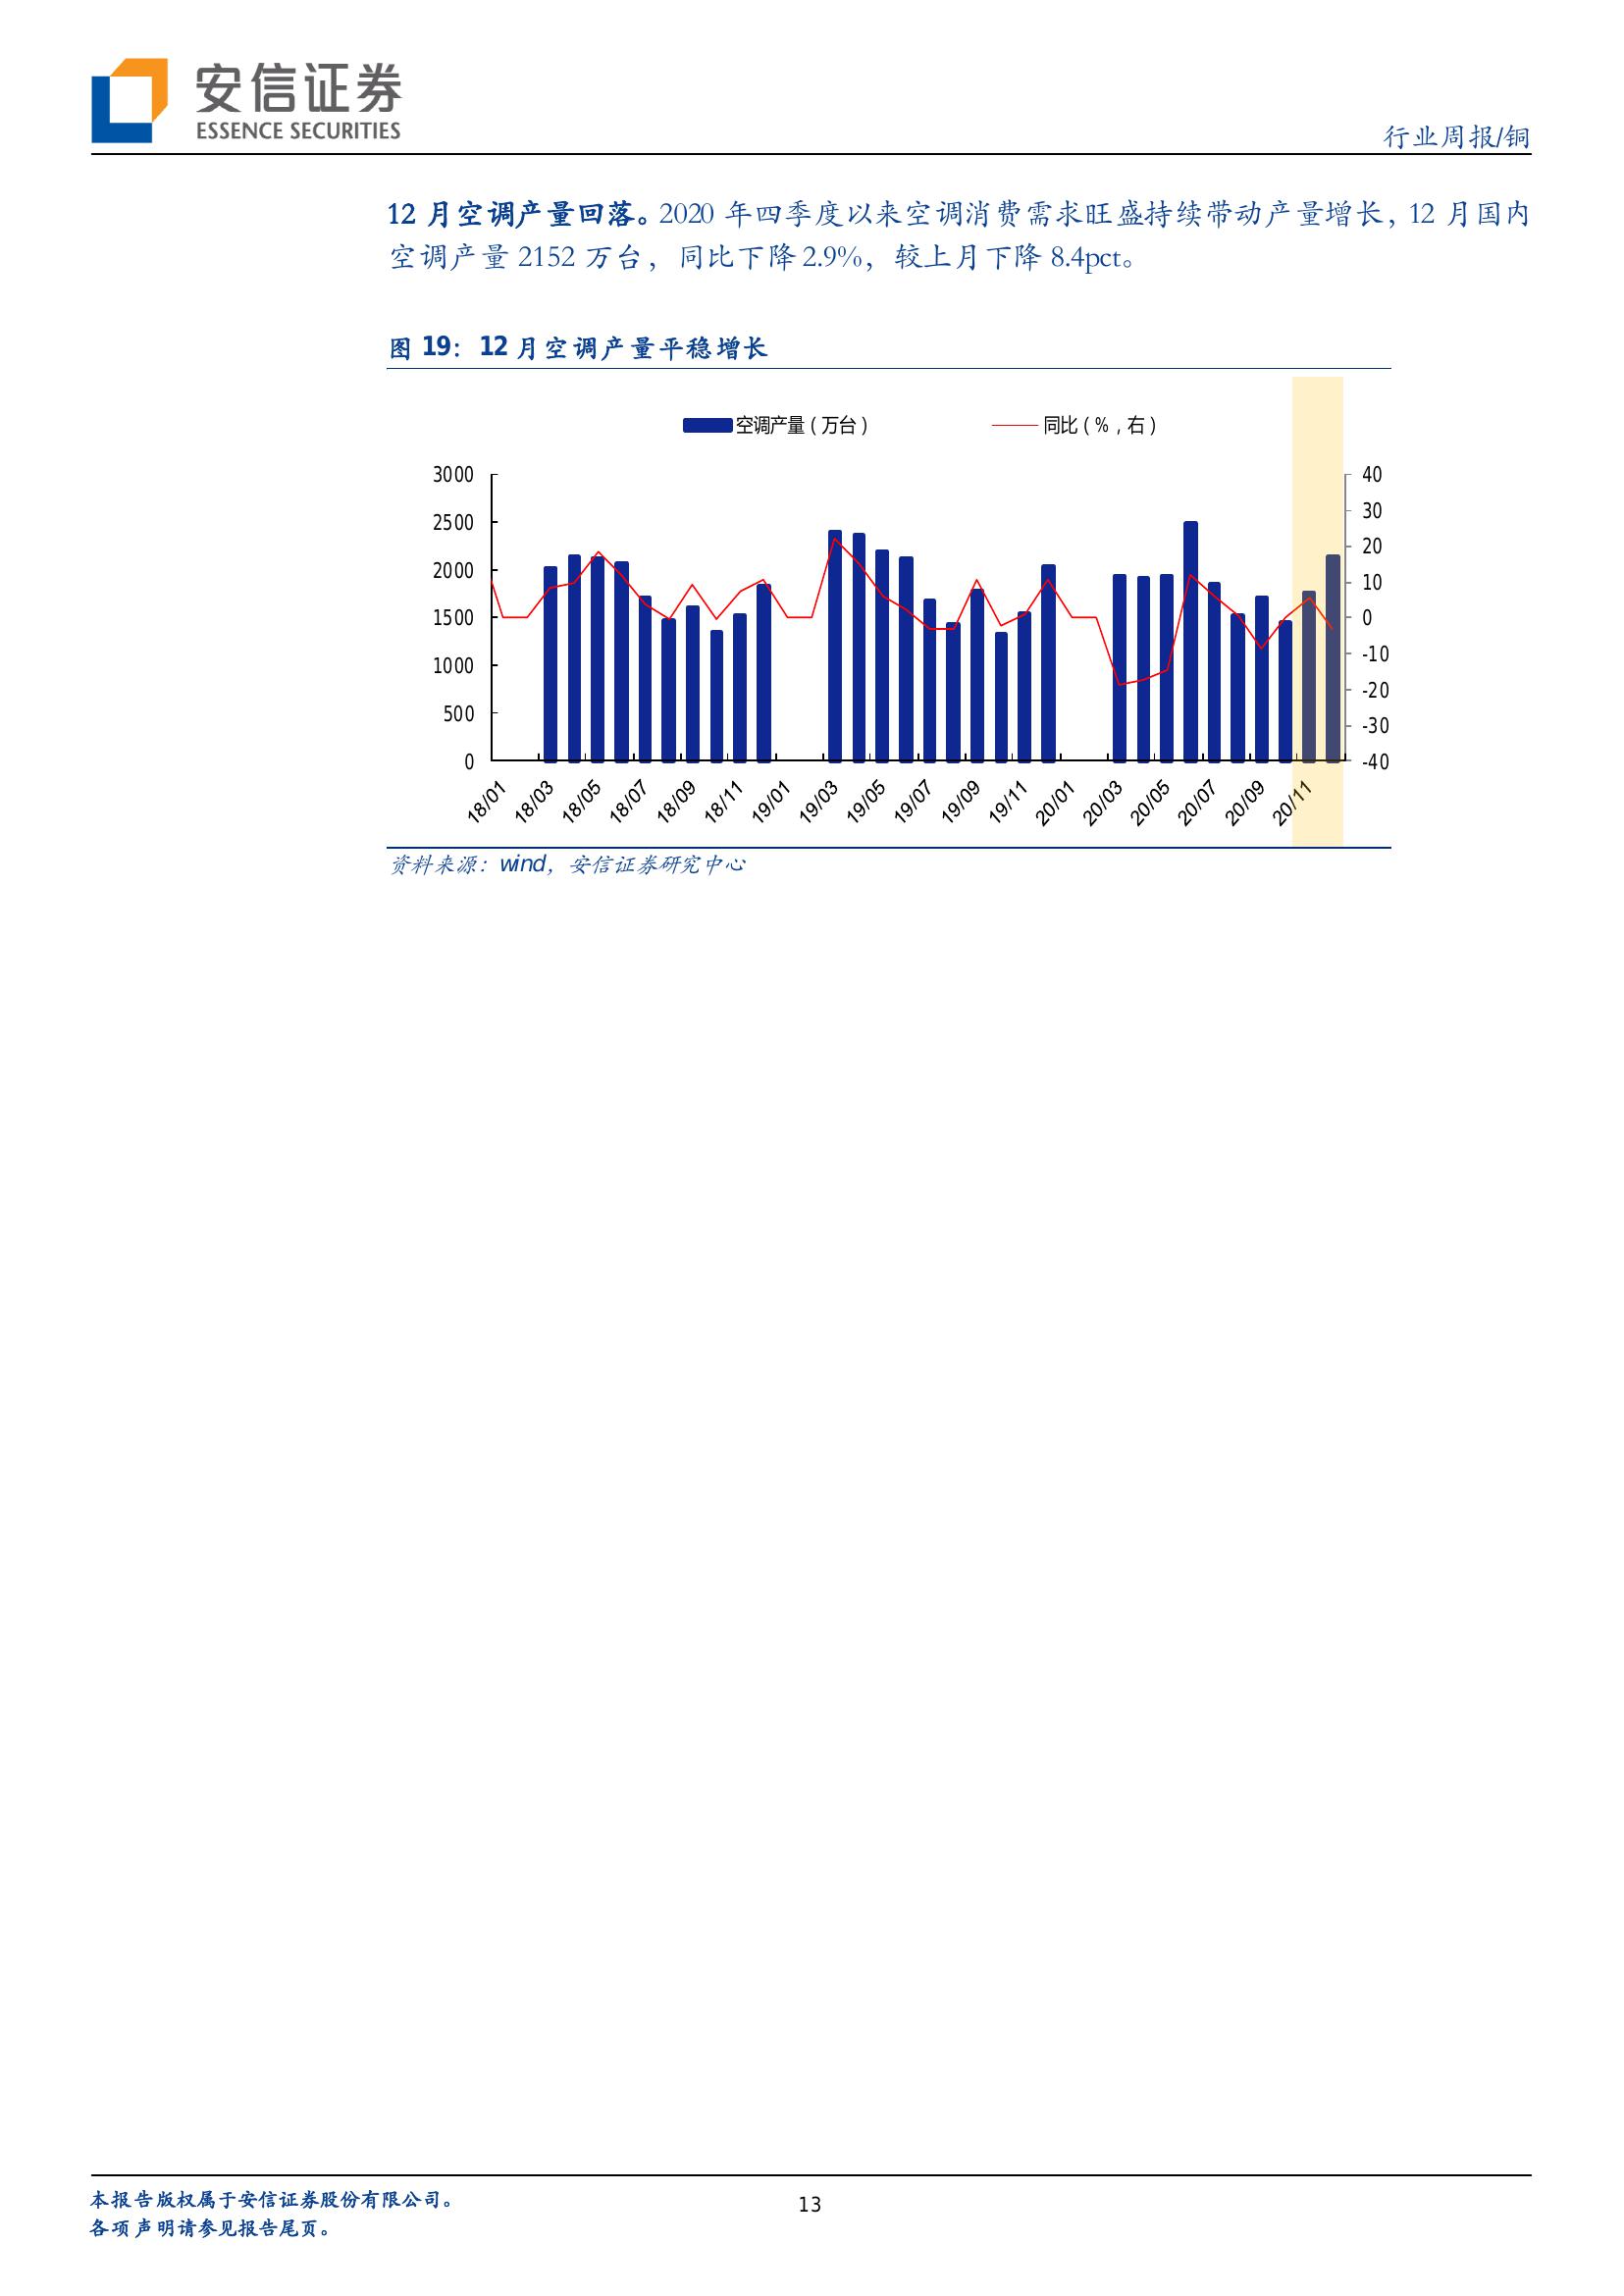 安信证券
ESSENCE SECURITIES
行业周报/铜
12 月空调产量回落。2020 年四季度以来空调消费需求旺盛持续带动产量增长，12 月国内
空调产量 2152 万台，同比下降 2.9%，较上月下降 8.4pct。
图 19：12 月空调产量平稳增长
空调产量（万台） 同比（%，右）
3000 40
2500 30
2000 20
1500 10
1000 0
500 -10
0 -20
-30
-40
18/01 18/03 18/05 18/07 18/09 18/11 19/01 19/03 19/05 19/07 19/09 19/11 20/01 20/03 20/05 20/07 20/09 20/11
资料来源：wind，安信证券研究中心
本报告版权属于安信证券股份有限公司。
13
各项声明请参见报告尾页。